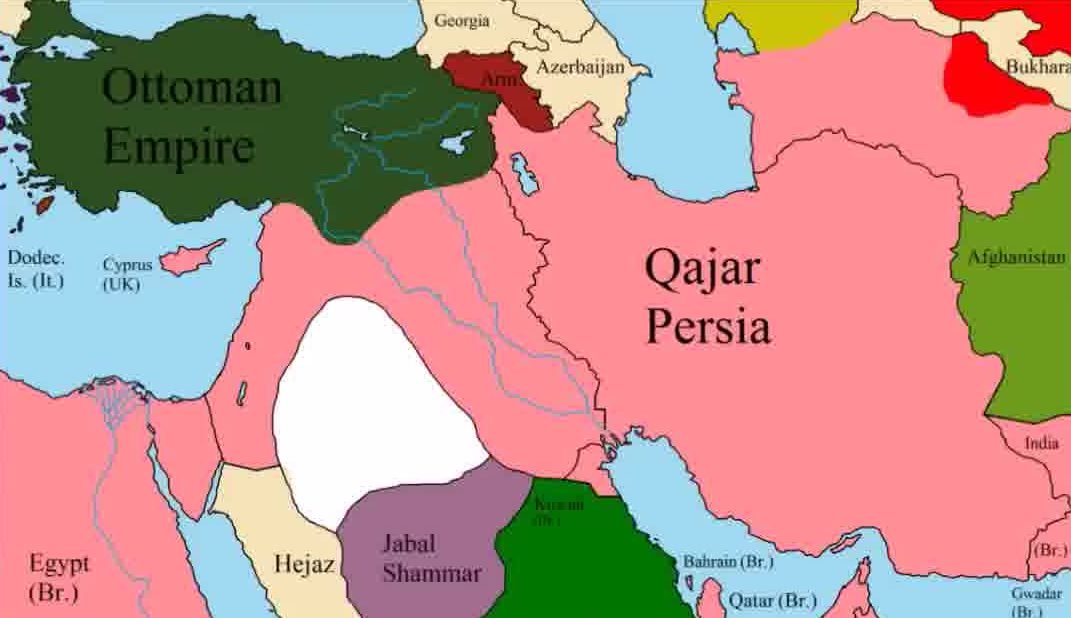 Georgia
Arm.
Azerbaijan
Bukhara
Ottoman
Empire
Dodec.
Is. (It.)
Cyprus
(UK)
Qajar
Persia
Afghanistan
India
Kuwait
(Br.)
Egypt
(Br.)
Hejaz
Jabal
Shammar
Bahrain (Br.)
Qatar (Br.)
(Br.)
Gwadar
(Br.)